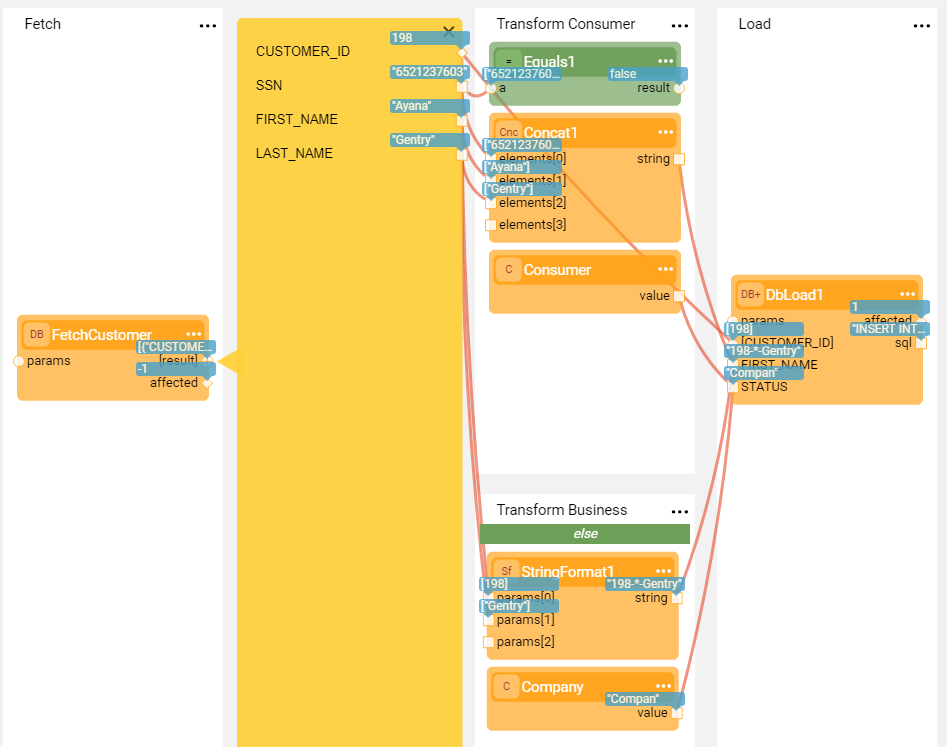 Fetch
DB FetchCustomer
[{"CUSTOME...
params
[result]
-1
affected
198
CUSTOMER_ID
"6521237603"
SSN
"Ayana"
FIRST_NAME
"Gentry"
LAST_NAME
Transform Consumer
= Equals1
["652123760...
false
a
result
Cnc Concat1
["652123760...
elements[0]
string
["Ayana"]
elements[1]
["Gentry"]
elements[2]
elements[3]
C Consumer
value
Transform Business
else
Sf StringFormat1
[198]
"198-*-Gentry"
params[0]
string
["Gentry"]
params[1]
params[2]
C Company
"Compan"
value
Load
DB+ DbLoad1
1
params
affected
[198]
"INSERT INT...
[CUSTOMER_ID]
sql
"198-*-Gentry"
FIRST_NAME
"Compan"
STATUS